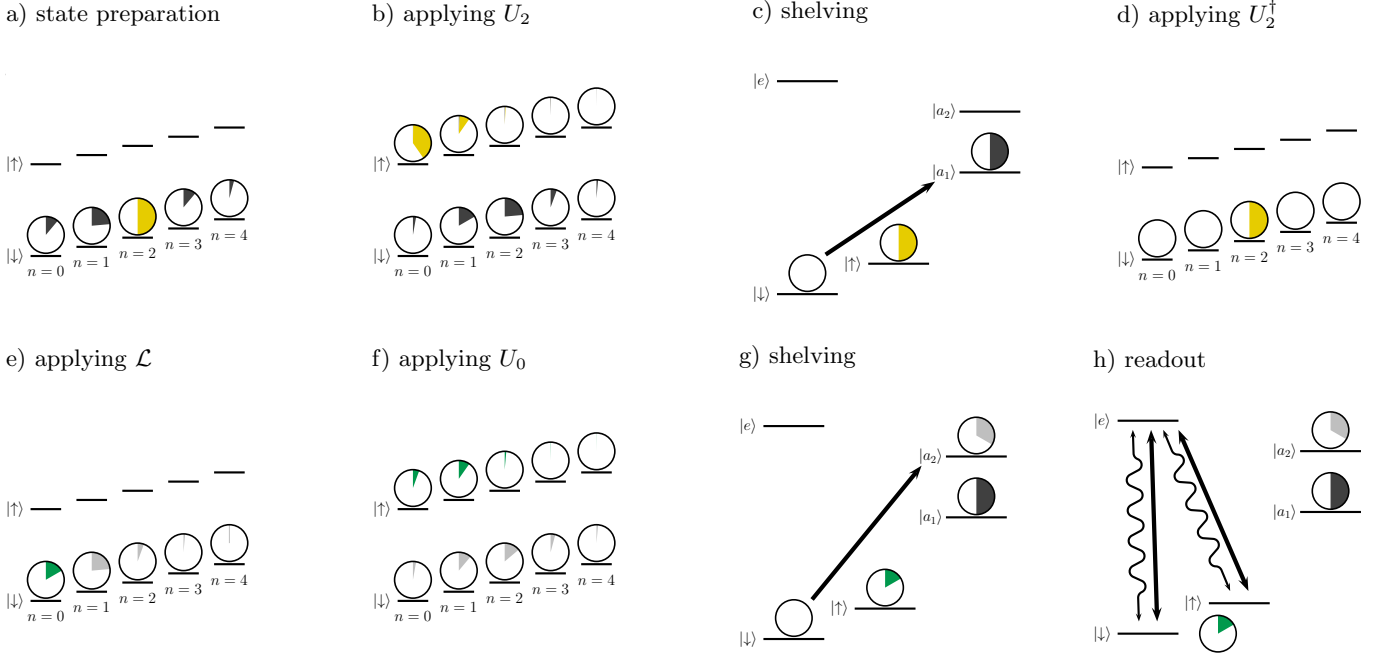 a) state preparation
|↑⟩
|↓⟩
n = 0
n = 1
n = 2
n = 3
n = 4
b) applying U₂
|↑⟩
|↓⟩
n = 0
n = 1
n = 2
n = 3
n = 4
c) shelving
|e⟩
|a₂⟩
|a₁⟩
|↑⟩
|↓⟩
d) applying U₂†
|↑⟩
|↓⟩
n = 0
n = 1
n = 2
n = 3
n = 4
e) applying ℒ
|↑⟩
|↓⟩
n = 0
n = 1
n = 2
n = 3
n = 4
f) applying U₀
|↑⟩
|↓⟩
n = 0
n = 1
n = 2
n = 3
n = 4
g) shelving
|e⟩
|a₂⟩
|a₁⟩
|↑⟩
|↓⟩
h) readout
|e⟩
|a₂⟩
|a₁⟩
|↑⟩
|↓⟩